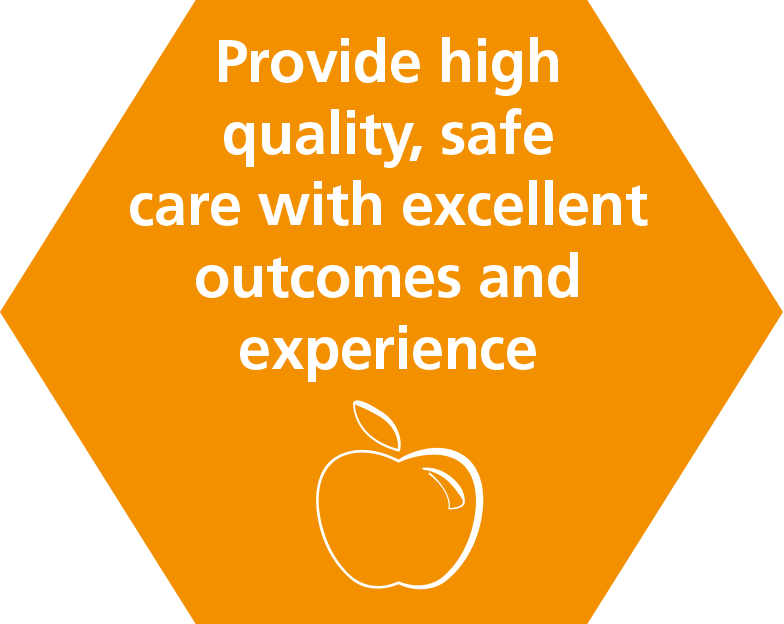 Provide high
quality, safe
care with excellent
outcomes and
experience